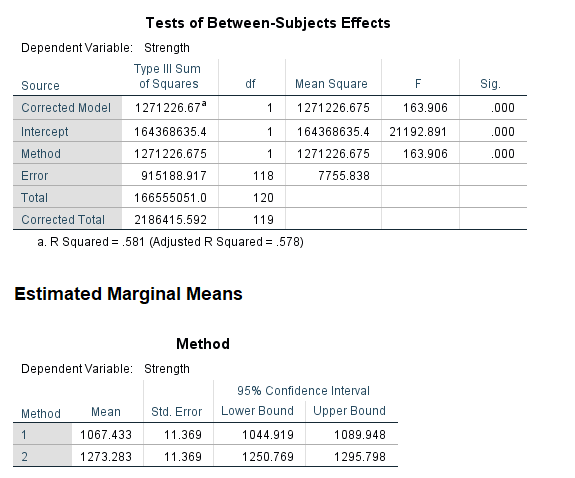 Tests of Between-Subjects Effects
Dependent Variable: Strength
Source Type III Sum of Squares df Mean Square F Sig.
Corrected Model 1271226.67a 1 1271226.675 163.906 .000
Intercept 164368635.4 1 164368635.4 21192.891 .000
Method 1271226.675 1 1271226.675 163.906 .000
Error 915188.917 118 7755.838
Total 166555051.0 120
Corrected Total 2186415.592 119
a. R Squared = .581 (Adjusted R Squared = .578)
Estimated Marginal Means
Method
Dependent Variable: Strength
95% Confidence Interval
Method Mean Std. Error Lower Bound Upper Bound
1 1067.433 11.369 1044.919 1089.948
2 1273.283 11.369 1250.769 1295.798